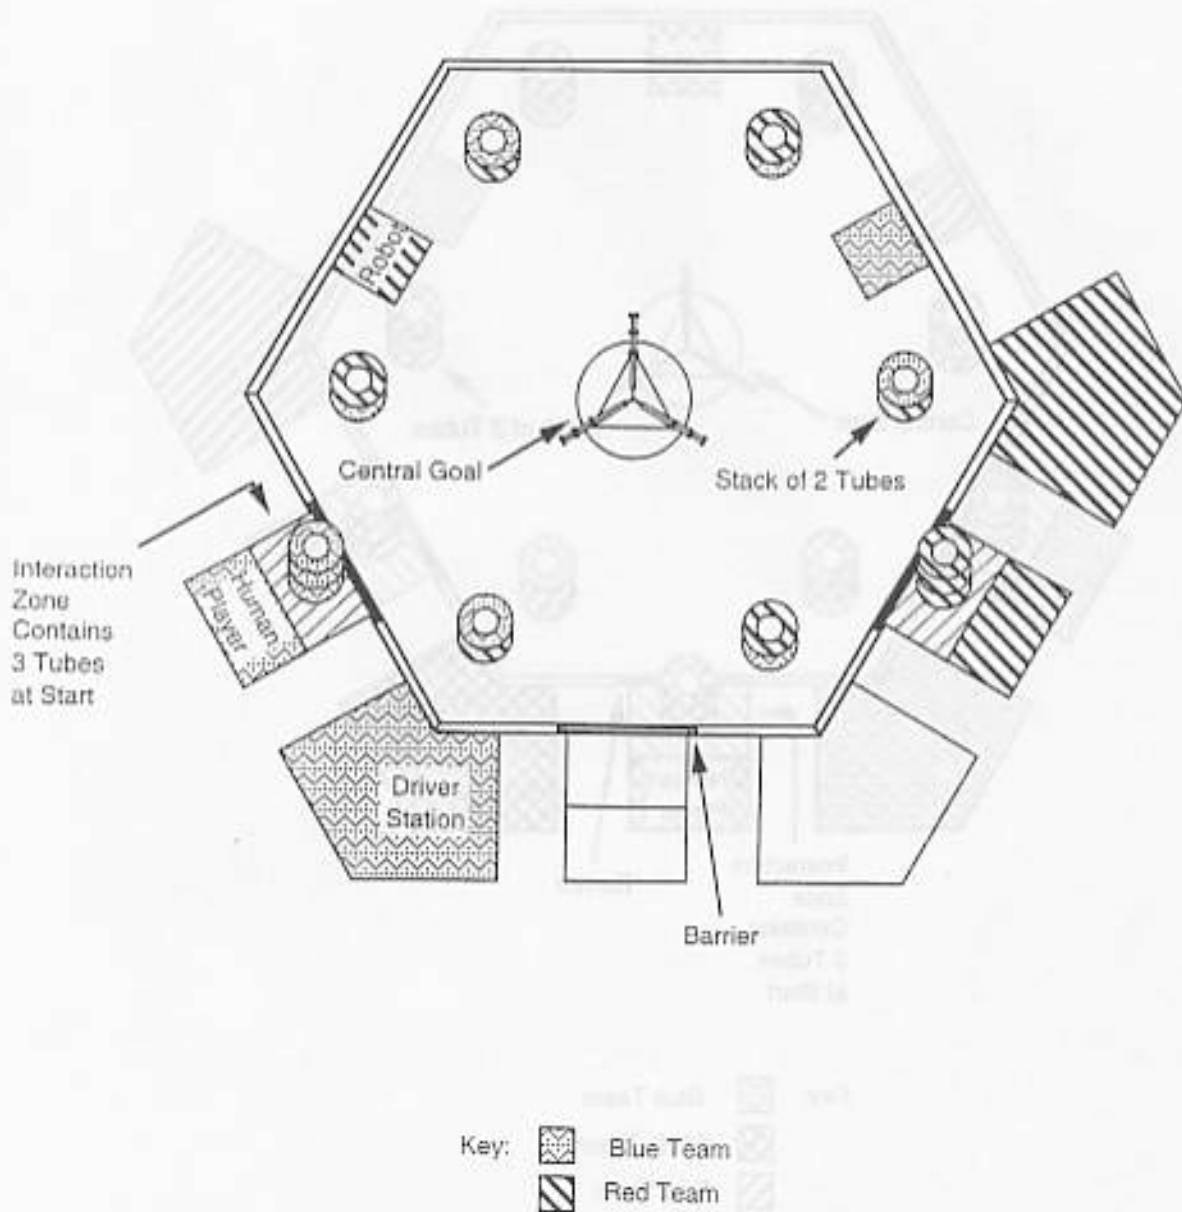 Robot
Central Goal
Stack of 2 Tubes
Interaction
Zone
Contains
3 Tubes
at Start
Human
Player
Driver
Station
Barrier
Key:
Blue Team
Red Team